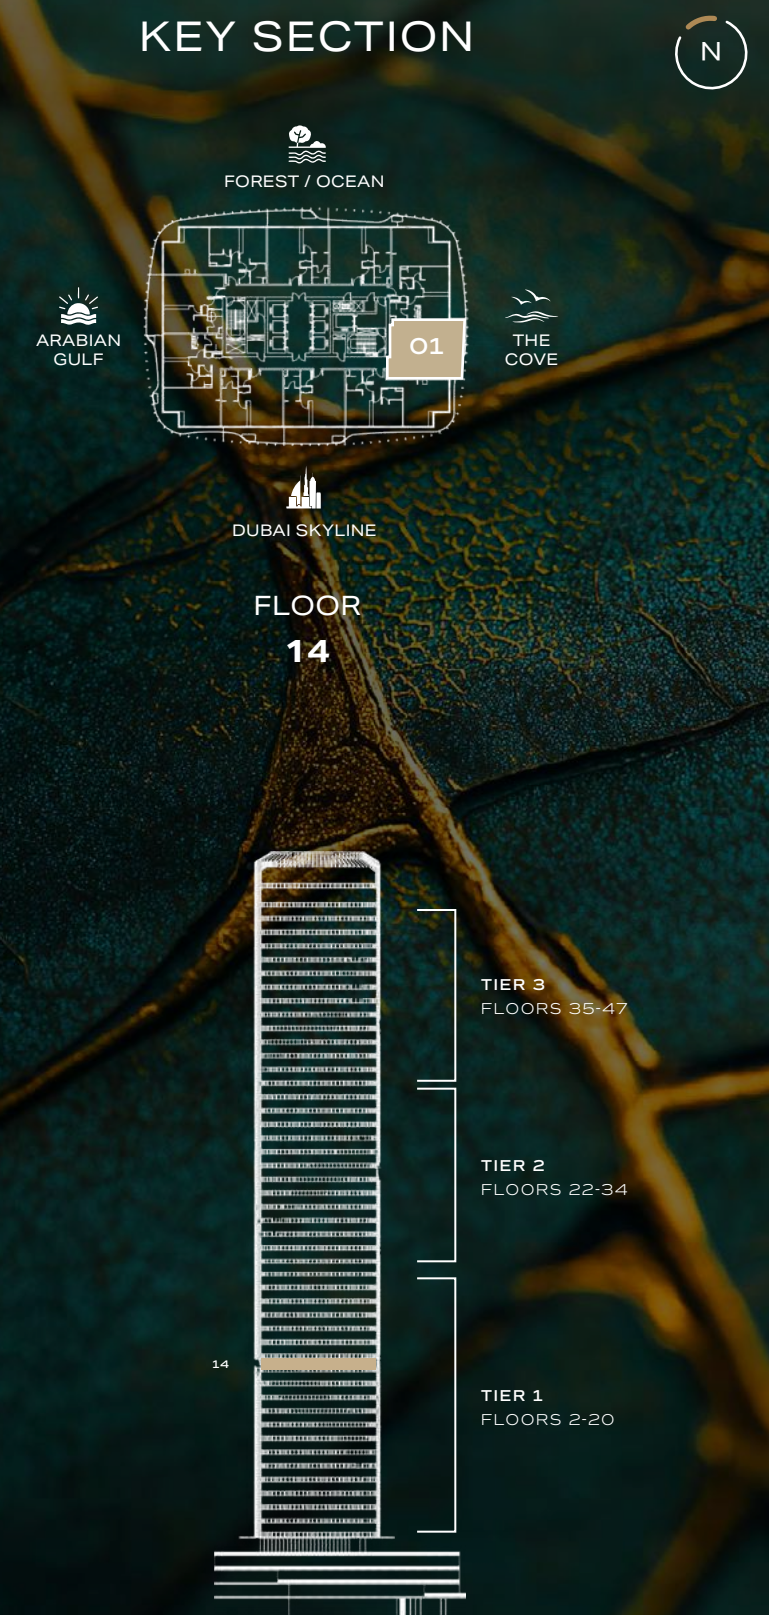 KEY SECTION
N
FOREST / OCEAN
ARABIAN
GULF
01
THE
COVE
DUBAI SKYLINE
FLOOR
14
TIER 3
FLOORS 35-47
TIER 2
FLOORS 22-34
14
TIER 1
FLOORS 2-20